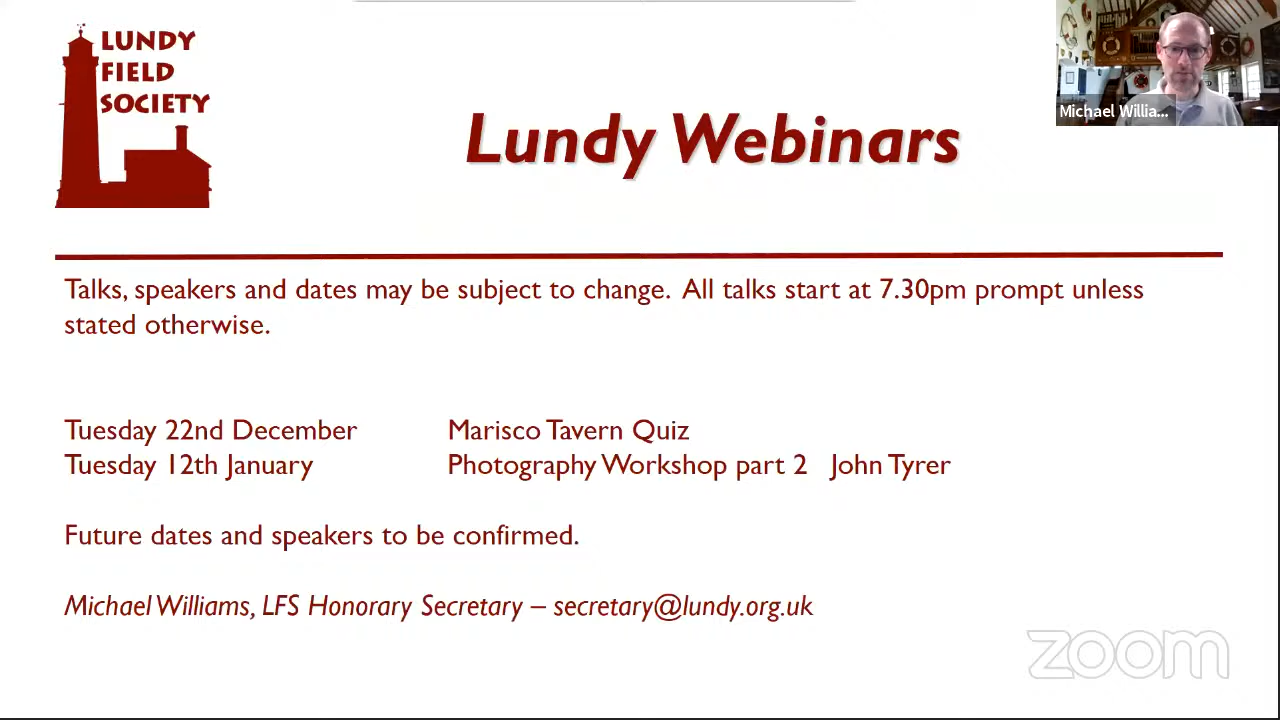 LUNDY
FIELD
SOCIETY
Lundy Webinars
Michael Willia...
Talks, speakers and dates may be subject to change. All talks start at 7.30pm prompt unless
stated otherwise.
Tuesday 22nd December Marisco Tavern Quiz
Tuesday 12th January Photography Workshop part 2 John Tyrer
Future dates and speakers to be confirmed.
Michael Williams, LFS Honorary Secretary – secretary@lundy.org.uk
zoom